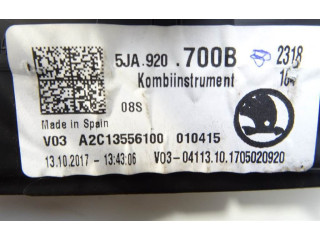 5JA.920 .700B 2318
Kombiinstrument
08S
Made in Spain
V03 A2C13556100 010415
13.10.2017 - 13:43:06 V03-04113.10.1705020920